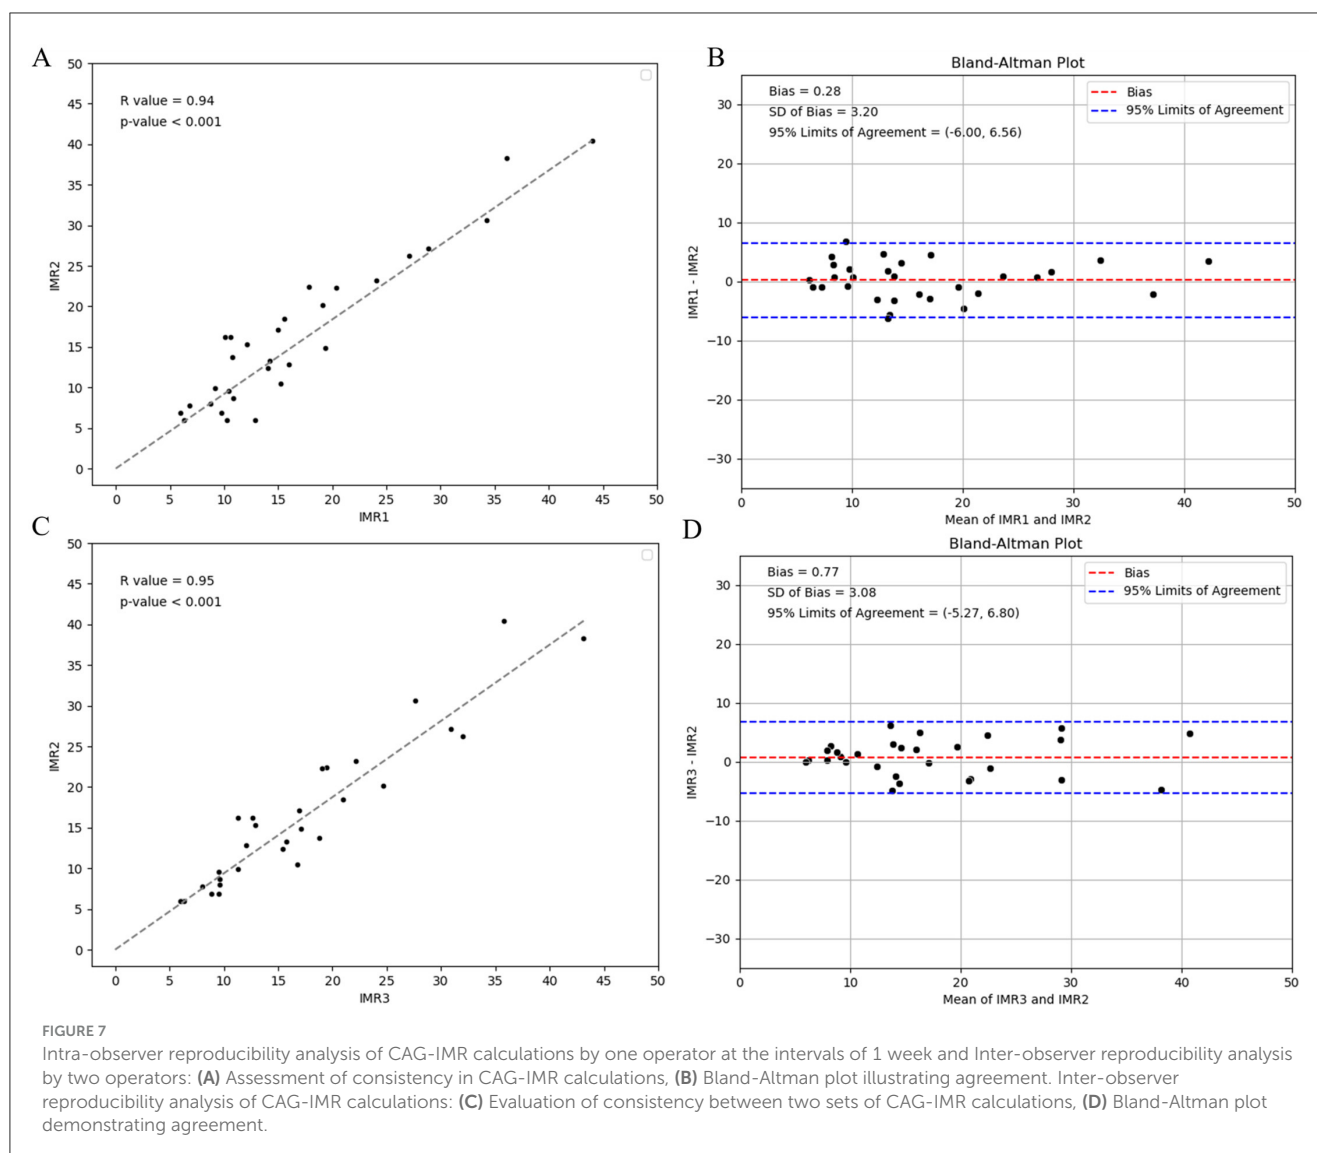 A
50
45
40
35
30
25
20
15
10
5
0
IMR2
R value = 0.94
p-value < 0.001
0 5 10 15 20 25 30 35 40 45 50
IMR1
B
Bland-Altman Plot
Bias = 0.28
SD of Bias = 3.20
95% Limits of Agreement = (-6.00, 6.56)
Bias
95% Limits of Agreement
30
20
10
0
−10
−20
−30
IMR1 - IMR2
0 10 20 30 40 50
Mean of IMR1 and IMR2
C
50
45
40
35
30
25
20
15
10
5
0
IMR2
R value = 0.95
p-value < 0.001
0 5 10 15 20 25 30 35 40 45 50
IMR3
D
Bland-Altman Plot
Bias = 0.77
SD of Bias = 3.08
95% Limits of Agreement = (-5.27, 6.80)
Bias
95% Limits of Agreement
30
20
10
0
−10
−20
−30
IMR3 - IMR2
0 10 20 30 40 50
Mean of IMR3 and IMR2
FIGURE 7
Intra-observer reproducibility analysis of CAG-IMR calculations by one operator at the intervals of 1 week and Inter-observer reproducibility analysis
by two operators: (A) Assessment of consistency in CAG-IMR calculations, (B) Bland-Altman plot illustrating agreement. Inter-observer
reproducibility analysis of CAG-IMR calculations: (C) Evaluation of consistency between two sets of CAG-IMR calculations, (D) Bland-Altman plot
demonstrating agreement.